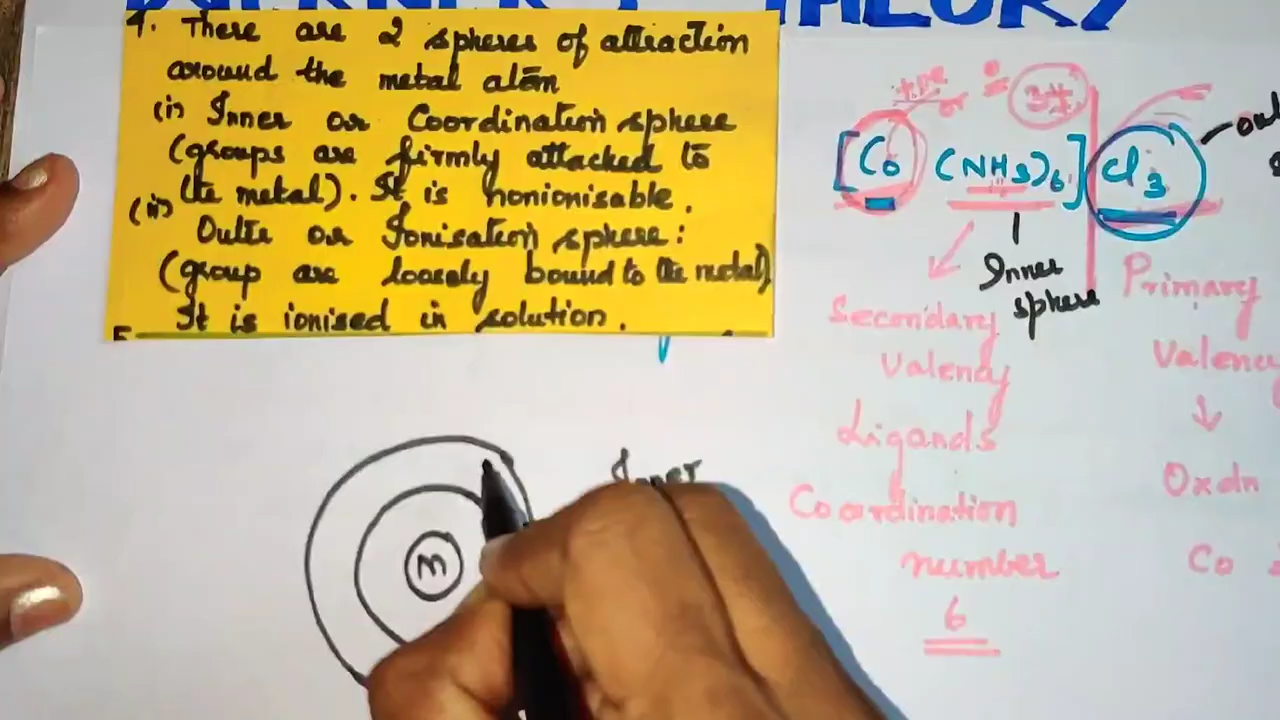 THEORY
4. There are 2 spheres of attraction
around the metal atom
(i) Inner or Coordination sphere
(groups are firmly attached to
the metal). It is nonionisable.
(ii) Outer or Ionisation sphere:
(group are loosely bound to the metal)
It is ionised in solution.
3+
[Co (NH3)6] Cl3
Inner
sphere
Secondary
Valency
Ligands
Coordination
number
6
Primary
Valency
Oxdn
Co
Inner
m